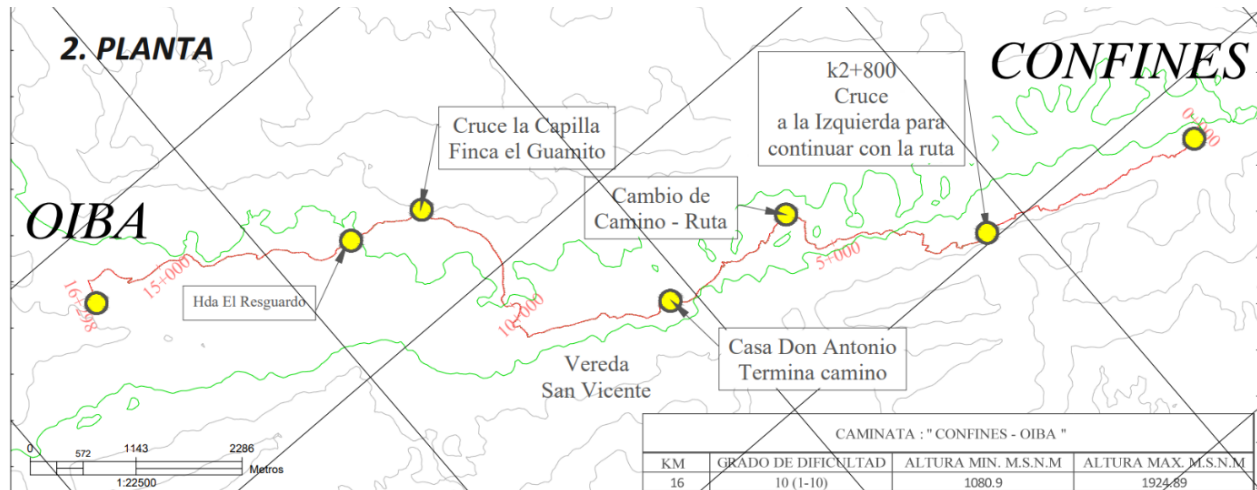 2. PLANTA
CONFINES
k2+800
Cruce
a la Izquierda para
continuar con la ruta
0+000
Cruce la Capilla
Finca el Guamito
Cambio de
Camino - Ruta
OIBA
5+000
15+000
16+298
Hda El Resguardo
10+000
Casa Don Antonio
Termina camino
Vereda
San Vicente
0 572 1143 2286
Metros
1:22500
CAMINATA : " CONFINES - OIBA "
KM GRADO DE DIFICULTAD ALTURA MIN. M.S.N.M ALTURA MAX. M.S.N.M
16 10 (1-10) 1080.9 1924.89